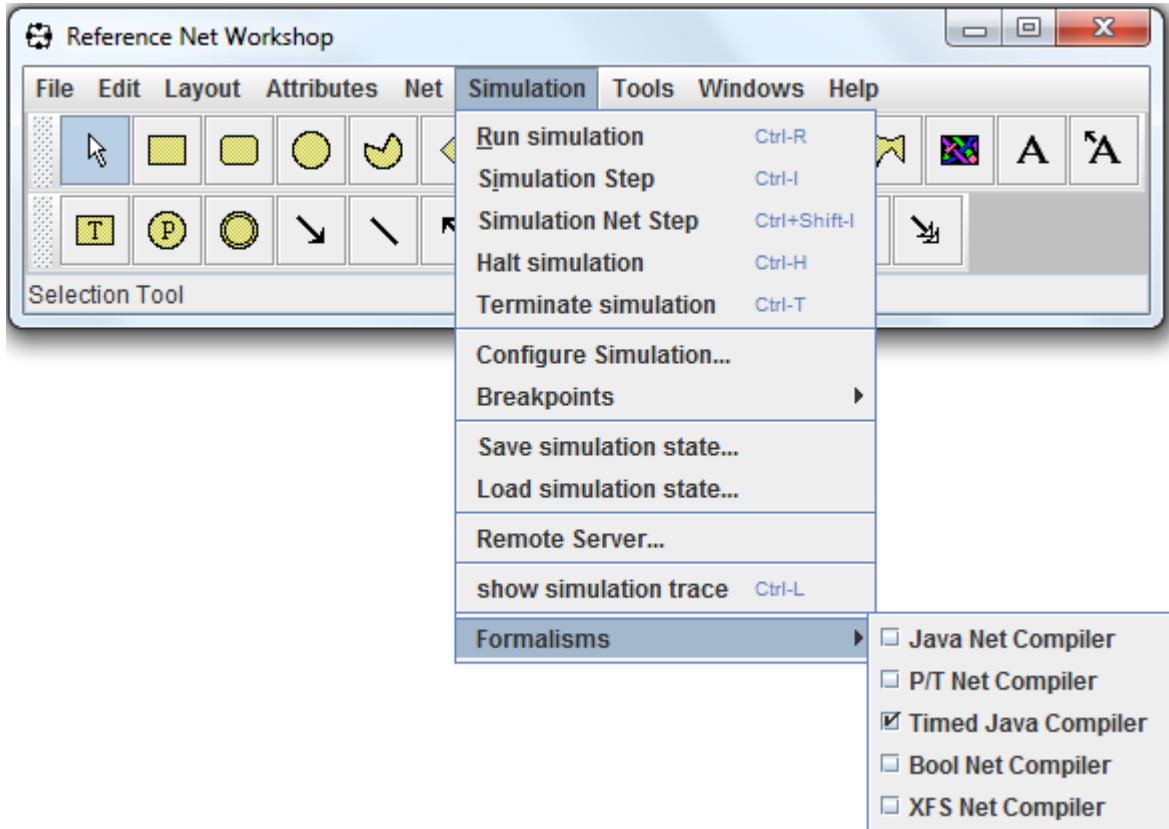 Reference Net Workshop
File Edit Layout Attributes Net Simulation Tools Windows Help
A A
T P
Selection Tool
Run simulation Ctrl-R
Simulation Step Ctrl-I
Simulation Net Step Ctrl+Shift-I
Halt simulation Ctrl-H
Terminate simulation Ctrl-T
Configure Simulation...
Breakpoints
Save simulation state...
Load simulation state...
Remote Server...
show simulation trace Ctrl-L
Formalisms
Java Net Compiler
P/T Net Compiler
Timed Java Compiler
Bool Net Compiler
XFS Net Compiler